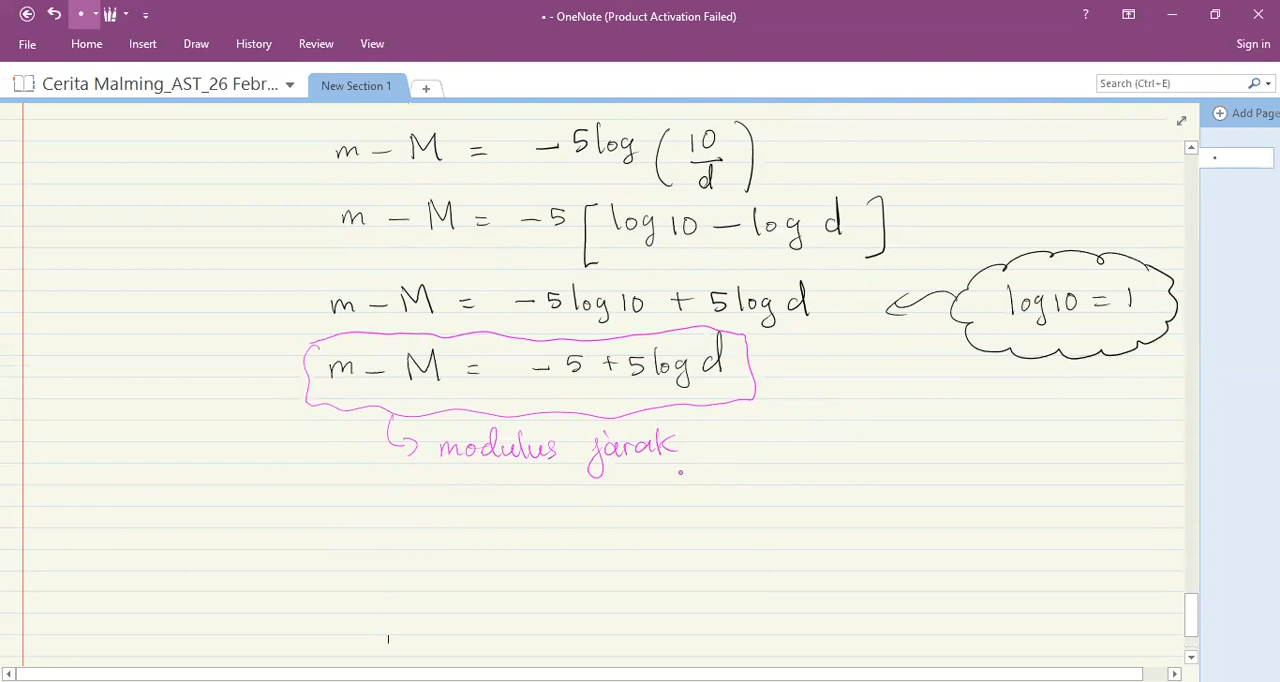 • - OneNote (Product Activation Failed)
?
File Home Insert Draw History Review View Sign in
Cerita Malming_AST_26 Febr... New Section 1 + Search (Ctrl+E)
Add Page
m - M = - 5 log (10/d)
m - M = - 5 [log 10 - log d]
m - M = - 5 log 10 + 5 log d
log 10 = 1
m - M = - 5 + 5 log d
modulus jarak